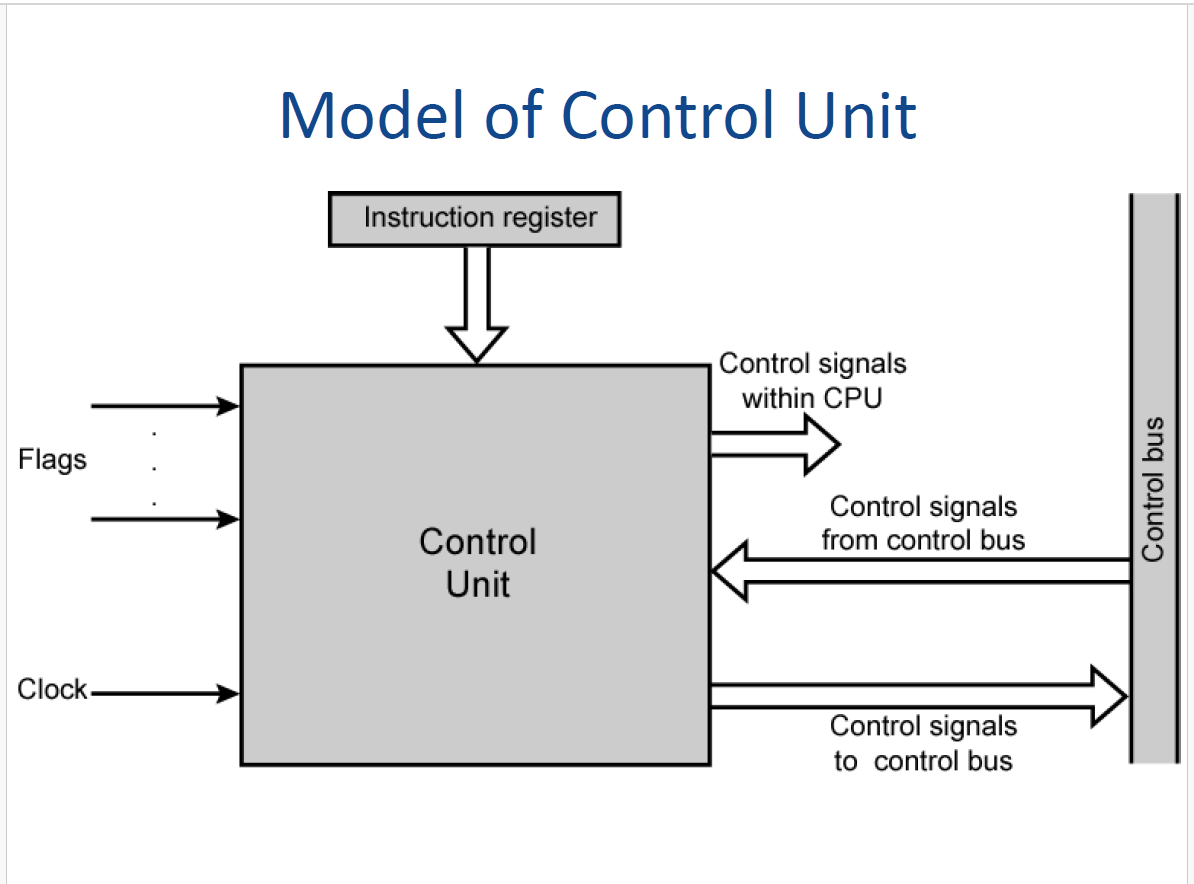 Model of Control Unit
Instruction register
Control signals
within CPU
Flags
Control signals
from control bus
Control
Unit
Control bus
Clock
Control signals
to control bus